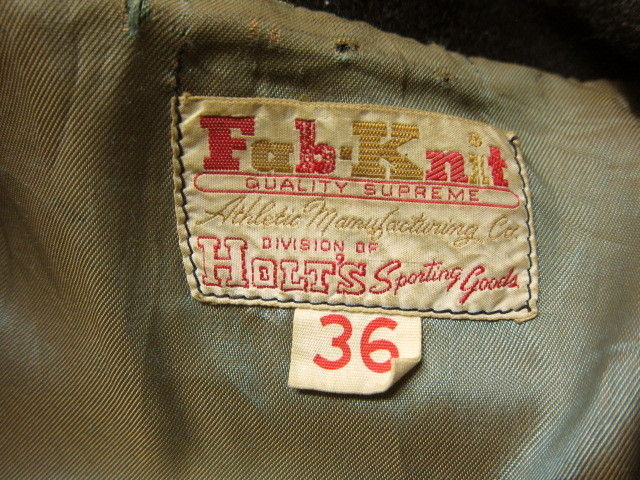 Fab-Knit
QUALITY SUPREME
Athletic Manufacturing Co.
DIVISION OF
HOLT'S Sporting Goods
36